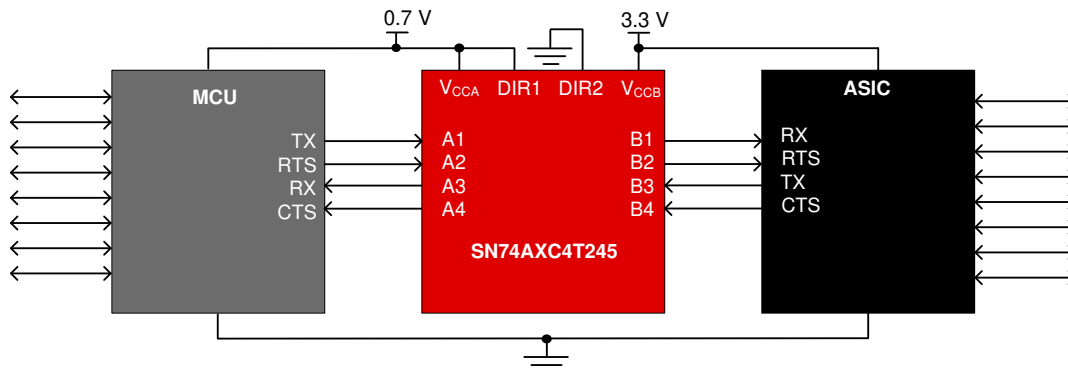 0.7 V
3.3 V
MCU
TX
RTS
RX
CTS
VCCA DIR1 DIR2 VCCB
A1
A2
A3
A4
B1
B2
B3
B4
SN74AXC4T245
ASIC
RX
RTS
TX
CTS